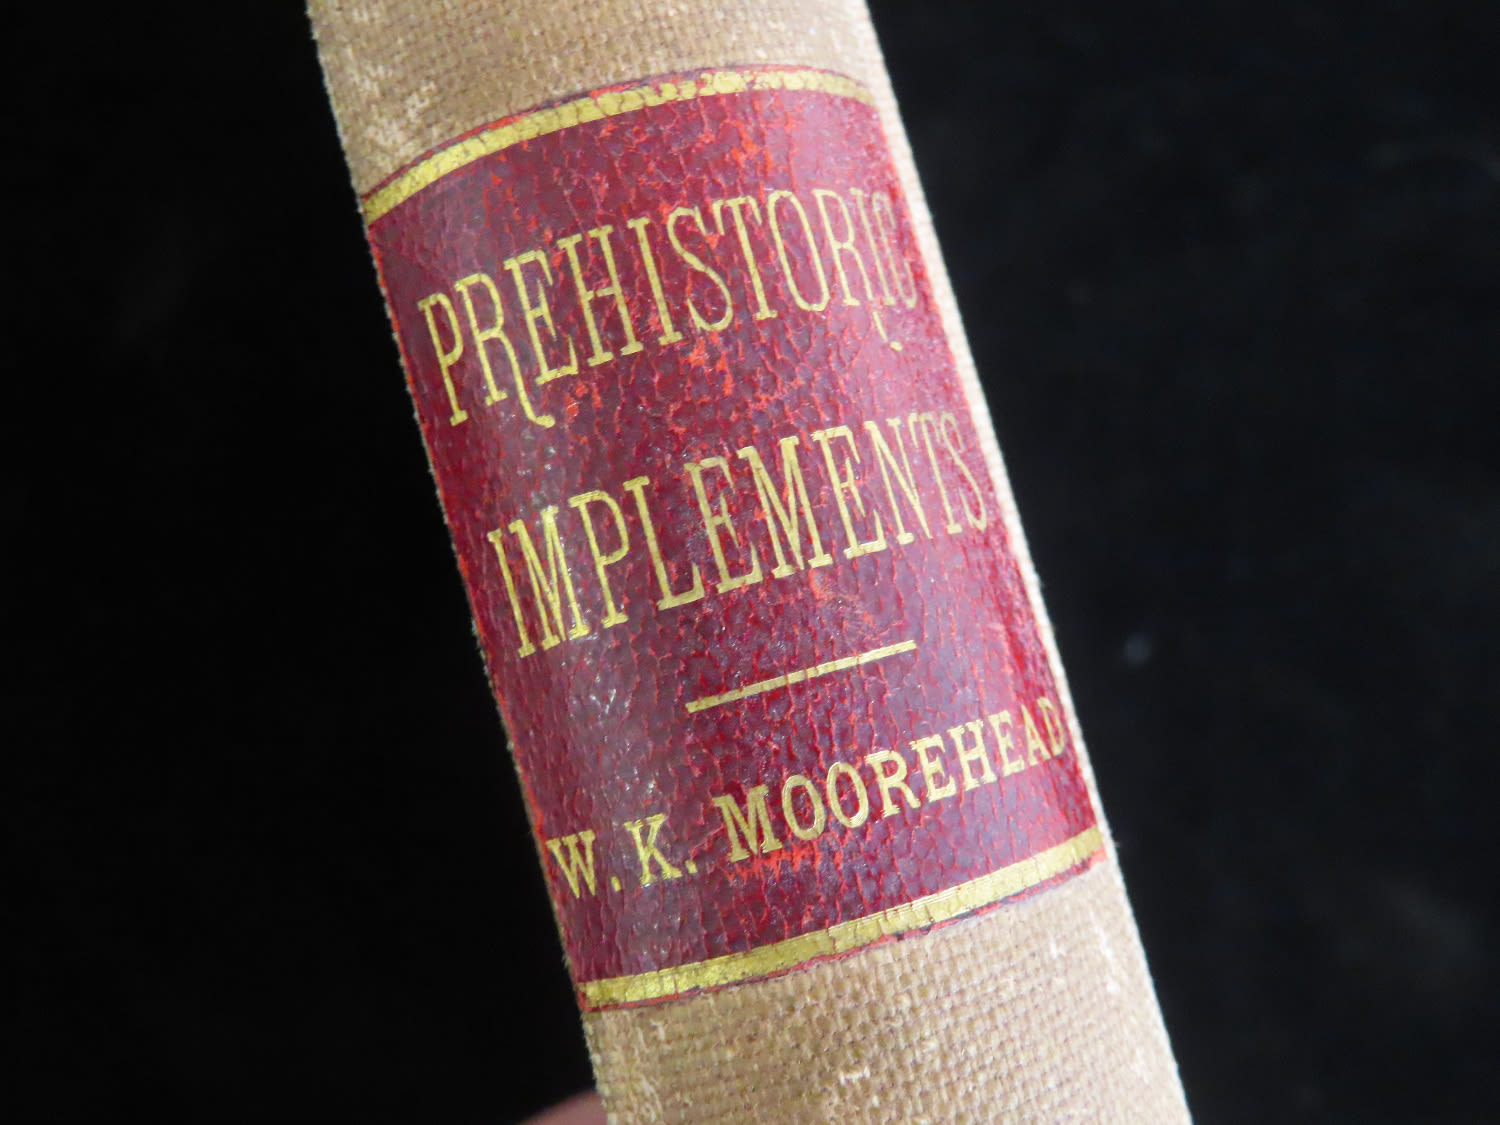 PREHISTORIC
IMPLEMENTS
W. K. MOOREHEAD